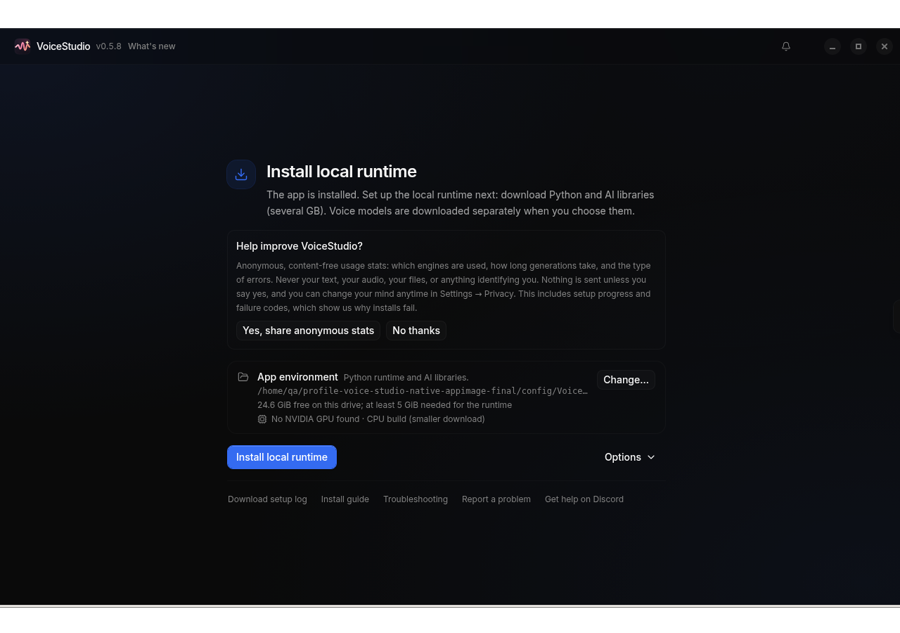 VoiceStudio v0.5.8 What's new
Install local runtime
The app is installed. Set up the local runtime next: download Python and AI libraries
(several GB). Voice models are downloaded separately when you choose them.
Help improve VoiceStudio?
Anonymous, content-free usage stats: which engines are used, how long generations take, and the type
of errors. Never your text, your audio, your files, or anything identifying you. Nothing is sent unless you
say yes, and you can change your mind anytime in Settings → Privacy. This includes setup progress and
failure codes, which show us why installs fail.
Yes, share anonymous stats No thanks
App environment Python runtime and AI libraries.
Change...
/home/qa/profile-voice-studio-native-appimage-final/config/Voice…
24.6 GiB free on this drive; at least 5 GiB needed for the runtime
No NVIDIA GPU found · CPU build (smaller download)
Install local runtime Options
Download setup log Install guide Troubleshooting Report a problem Get help on Discord